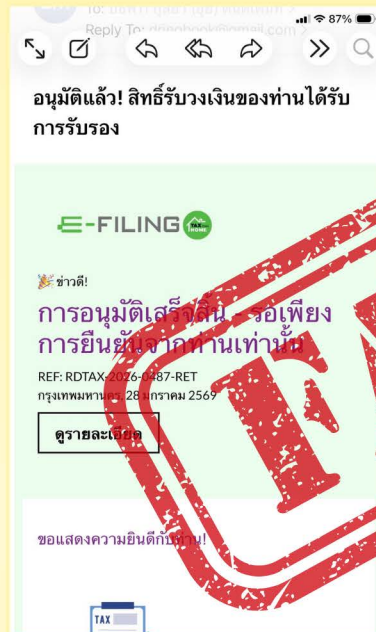 87%
อนุมัติแล้ว! สิทธิ์รับวงเงินของท่านได้รับ
การรับรอง
E-FILING
TAX
HOME
ข่าวดี!
การอนุมัติเสร็จสิ้น - รอเพียง
การยืนยันจากท่านเท่านั้น
REF: RDTAX-2026-0487-RET
กรุงเทพมหานคร, 28 มกราคม 2569
ดูรายละเอียด
ขอแสดงความยินดีกับท่าน!
TAX